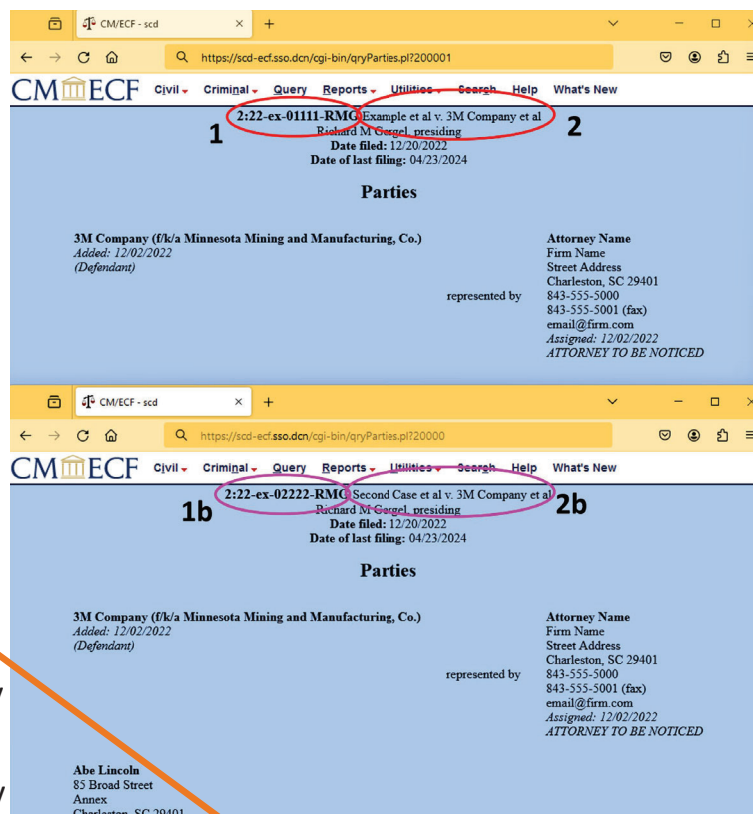 CM/ECF - scd × +
https://scd-ecf.sso.dcn/cgi-bin/qryParties.pl?200001
CM ECF Civil Criminal Query Reports Utilities Search Help What's New
2:22-ex-01111-RMG Example et al v. 3M Company et al
1 2
Richard M Gergel, presiding
Date filed: 12/20/2022
Date of last filing: 04/23/2024
Parties
3M Company (f/k/a Minnesota Mining and Manufacturing, Co.)
Added: 12/02/2022
(Defendant)
represented by
Attorney Name
Firm Name
Street Address
Charleston, SC 29401
843-555-5000
843-555-5001 (fax)
email@firm.com
Assigned: 12/02/2022
ATTORNEY TO BE NOTICED
CM/ECF - scd × +
https://scd-ecf.sso.dcn/cgi-bin/qryParties.pl?20000
CM ECF Civil Criminal Query Reports Utilities Search Help What's New
2:22-ex-02222-RMG Second Case et al v. 3M Company et al
1b 2b
Richard M Gergel, presiding
Date filed: 12/20/2022
Date of last filing: 04/23/2024
Parties
3M Company (f/k/a Minnesota Mining and Manufacturing, Co.)
Added: 12/02/2022
(Defendant)
represented by
Attorney Name
Firm Name
Street Address
Charleston, SC 29401
843-555-5000
843-555-5001 (fax)
email@firm.com
Assigned: 12/02/2022
ATTORNEY TO BE NOTICED
Abe Lincoln
85 Broad Street
Annex
Charleston, SC 29401